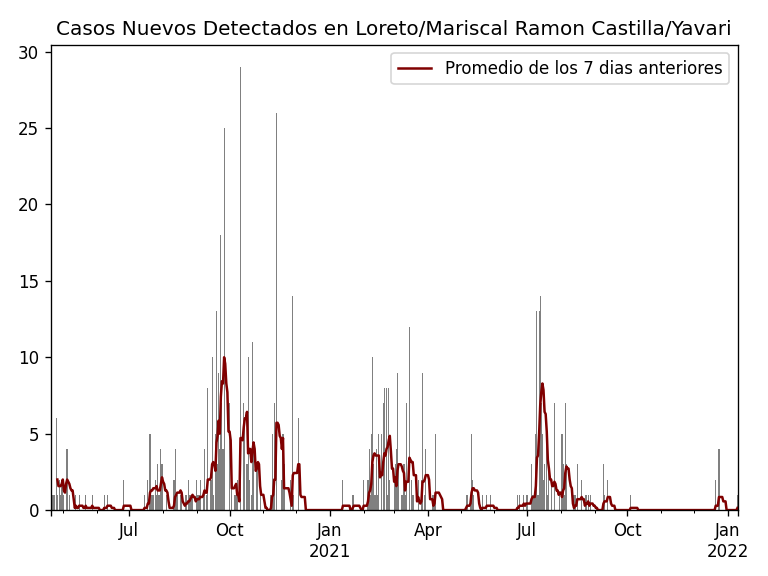 Casos Nuevos Detectados en Loreto/Mariscal Ramon Castilla/Yavari
Promedio de los 7 dias anteriores
30
25
20
15
10
5
0
Jul Oct Jan Apr Jul Oct Jan
2021 2022